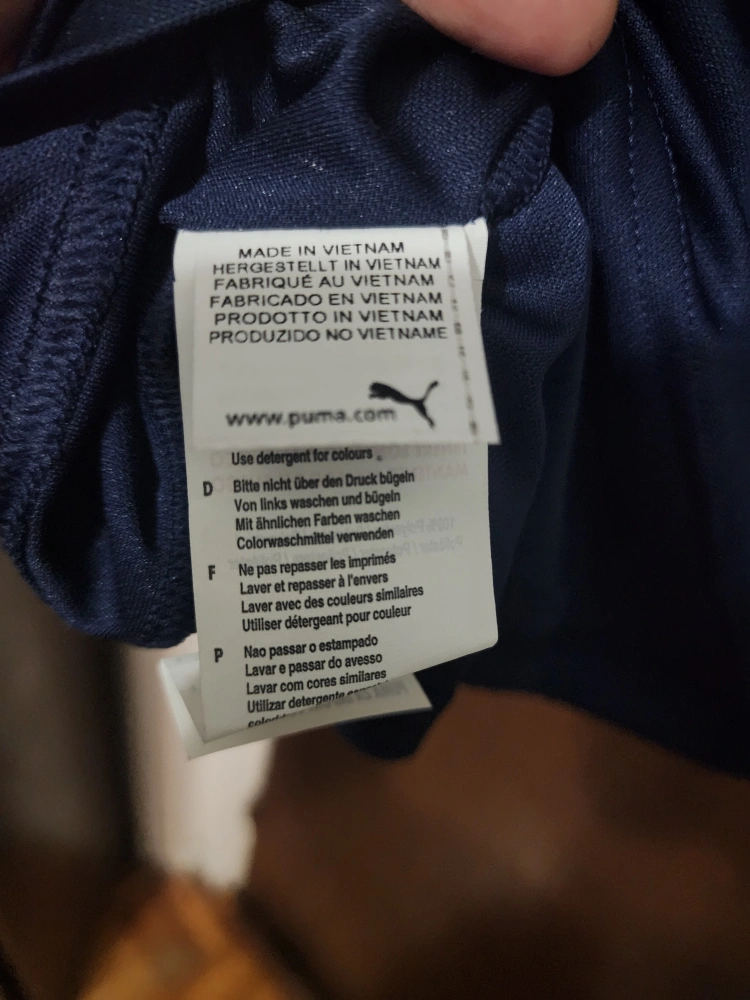 MADE IN VIETNAM
HERGESTELLT IN VIETNAM
FABRIQUÉ AU VIETNAM
FABRICADO EN VIETNAM
PRODOTTO IN VIETNAM
PRODUZIDO NO VIETNAME
www.puma.com
Use detergent for colours .
D Bitte nicht über den Druck bügeln
Von links waschen und bügeln
Mit ähnlichen Farben waschen
Colorwaschmittel verwenden
F Ne pas repasser les imprimés
Laver et repasser à l'envers
Laver avec des couleurs similaires
Utiliser détergeant pour couleur
P Nao passar o estampado
Lavar e passar do avesso
Lavar com cores similares
Utilizar detergente